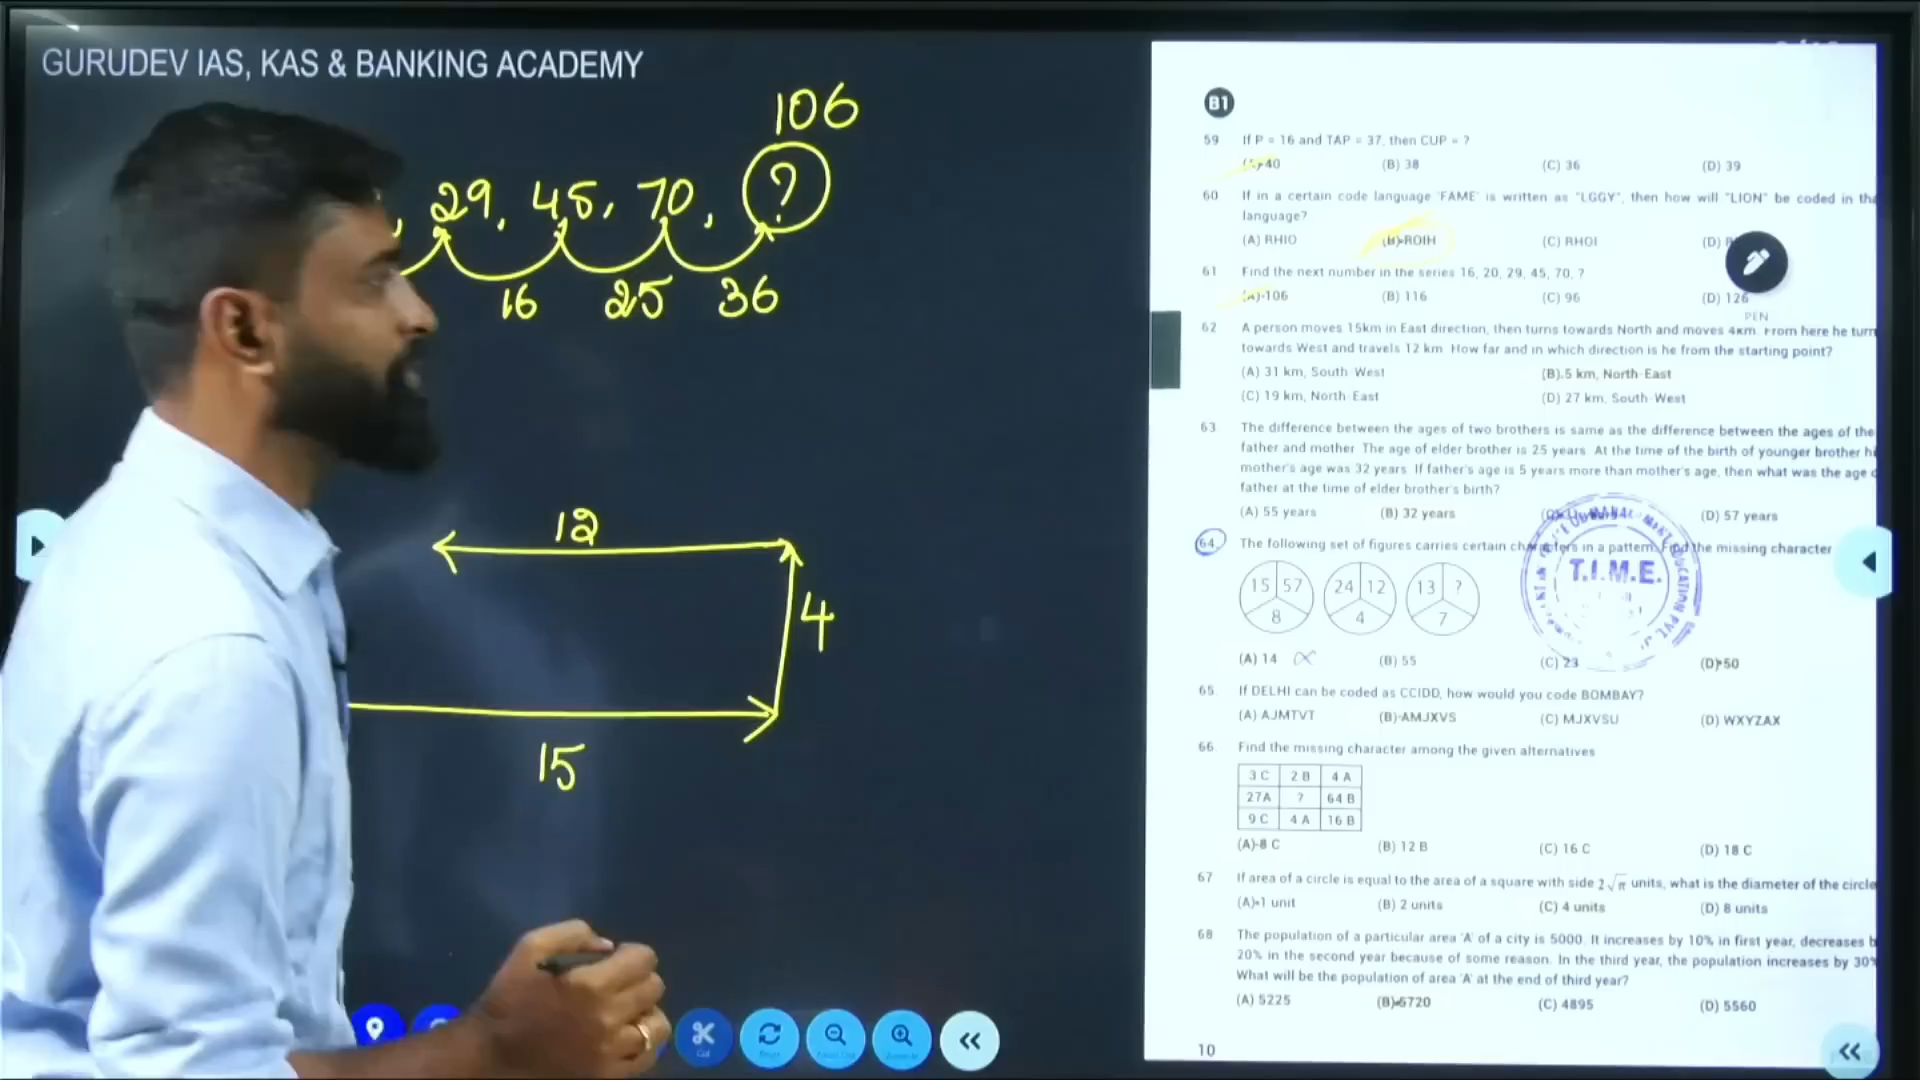 GURUDEV IAS, KAS & BANKING ACADEMY
106
, 29, 45, 70, ?
16 25 36
12
4
15
B1
59 If P = 16 and TAP = 37, then CUP = ?
(A) 40 (B) 38 (C) 36 (D) 39
60 If in a certain code language 'FAME' is written as "LGGY", then how will "LION" be coded in
language?
(A) RHIO (B) ROIH (C) RHOI (D)
61 Find the next number in the series 16, 20, 29, 45, 70, ?
(A) 106 (B) 116 (C) 96 (D) 126
PEN
62 A person moves 15km in East direction, then turns towards North and moves 4km. From here he turn
towards West and travels 12 km. How far and in which direction is he from the starting point?
(A) 31 km, South-West (B) 5 km, North-East
(C) 19 km, North-East (D) 27 km, South-West
63 The difference between the ages of two brothers is same as the difference between the ages of the
father and mother. The age of elder brother is 25 years. At the time of the birth of younger brother
mother's age was 32 years. If father's age is 5 years more than mother's age, then what was the age
father at the time of elder brother's birth?
(A) 55 years (B) 32 years (D) 57 years
64. The following set of figures carries certain characters in a pattern. Find the missing character
15 57 24 12 13 ?
8 4 7
T.I.M.E.
(A) 14 (B) 55 (C) 23 (D) 50
65. If DELHI can be coded as CCIDD, how would you code BOMBAY?
(A) AJMTVT (B) AMJXVS (C) MJXVSU (D) WXYZAX
66. Find the missing character among the given alternatives
3 C 2 B 4 A
27A ? 64 B
9 C 4 A 16 B
(A) 8 C (B) 12 B (C) 16 C (D) 18 C
67 If area of a circle is equal to the area of a square with side 2√π units, what is the diameter of the circle
(A) 1 unit (B) 2 units (C) 4 units (D) 8 units
68 The population of a particular area 'A' of a city is 5000. It increases by 10% in first year, decreases b
20% in the second year because of some reason. In the third year, the population increases by 30%
What will be the population of area 'A' at the end of third year?
(A) 5225 (B) 5720 (C) 4895 (D) 5560
10
Cut